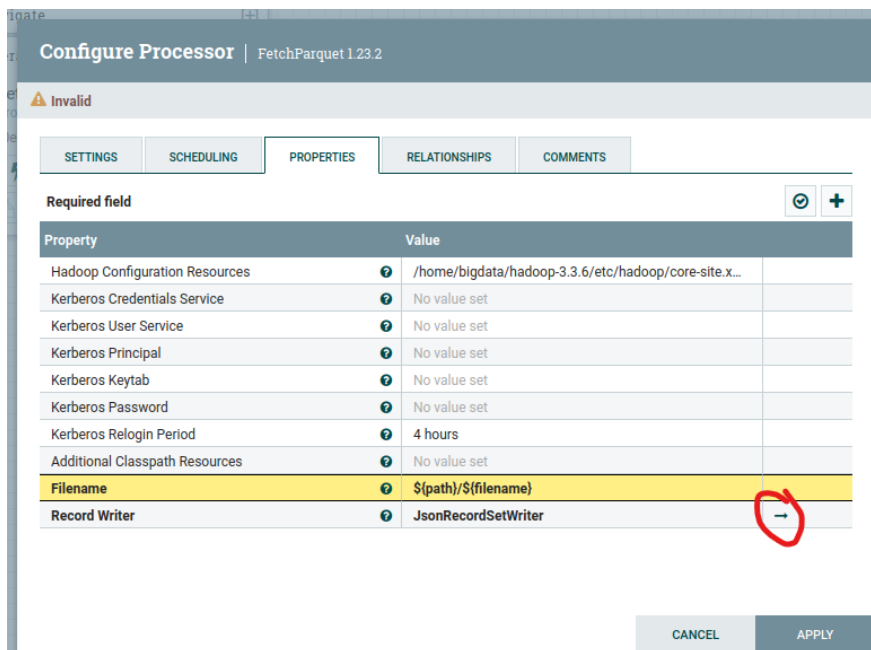 Configure Processor | FetchParquet 1.23.2
Invalid
SETTINGS SCHEDULING PROPERTIES RELATIONSHIPS COMMENTS
Required field
Property Value
Hadoop Configuration Resources /home/bigdata/hadoop-3.3.6/etc/hadoop/core-site.x...
Kerberos Credentials Service No value set
Kerberos User Service No value set
Kerberos Principal No value set
Kerberos Keytab No value set
Kerberos Password No value set
Kerberos Relogin Period 4 hours
Additional Classpath Resources No value set
Filename ${path}/${filename}
Record Writer JsonRecordSetWriter
CANCEL APPLY